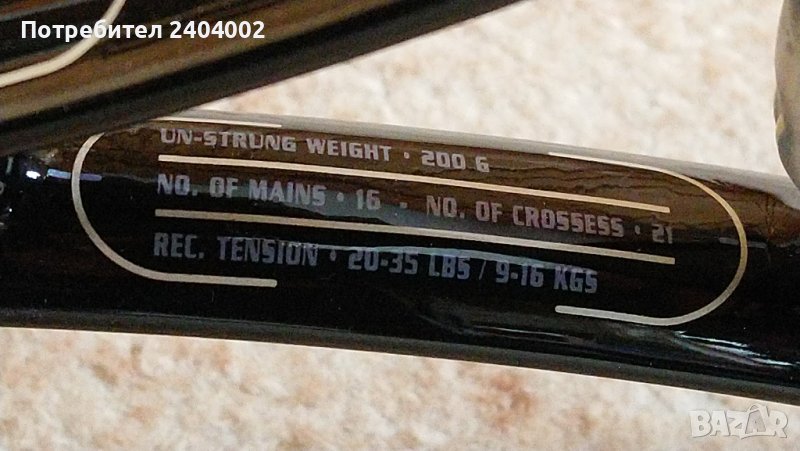 Потребител 2404002
UN-STRUNG WEIGHT · 200 G
NO. OF MAINS · 16 - NO. OF CROSSESS · 21
REC. TENSION · 20-35 LBS / 9-16 KGS
BAZAR